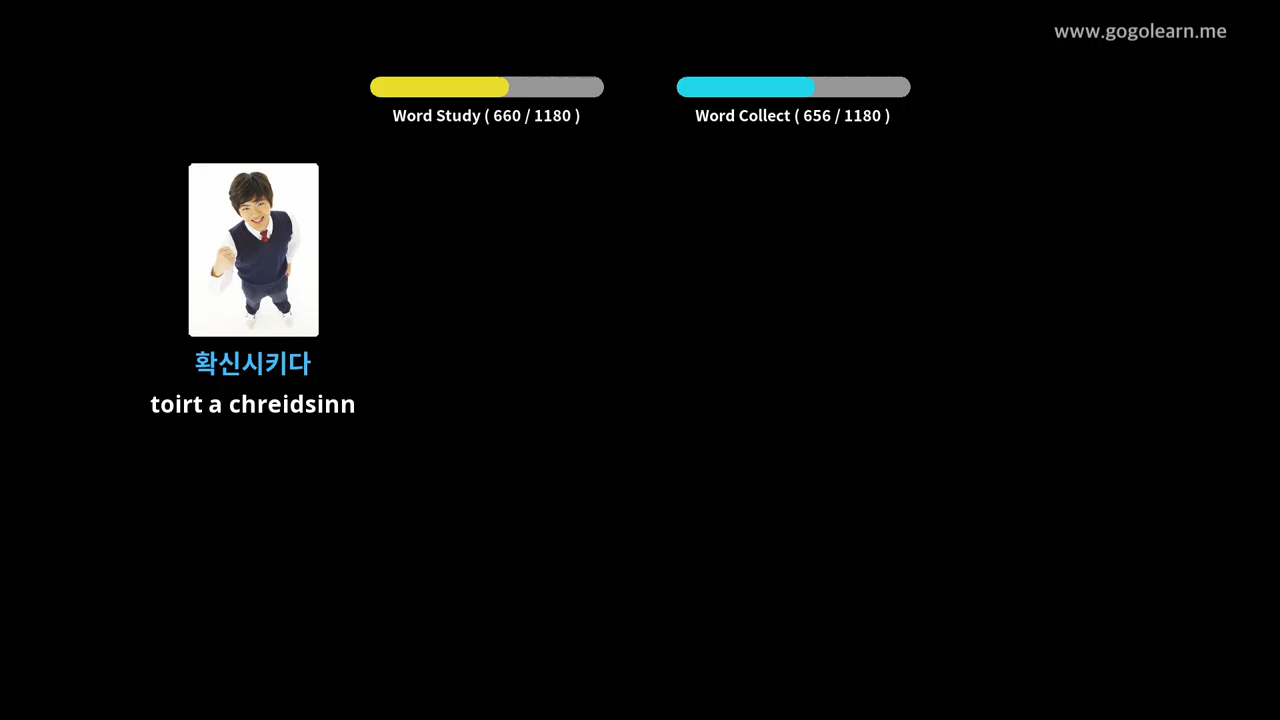 www.gogolearn.me
Word Study ( 660 / 1180 )
Word Collect ( 656 / 1180 )
확신시키다
toirt a chreidsinn